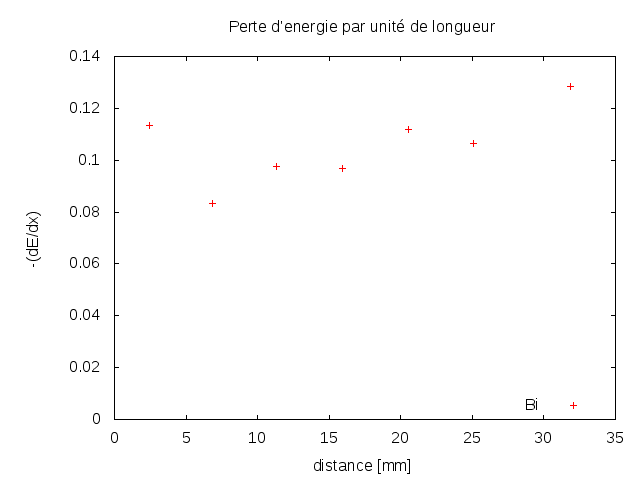 Perte d'energie par unité de longueur
0.14
0.12
0.1
0.08
0.06
0.04
0.02
0
-(dE/dx)
Bi
0 5 10 15 20 25 30 35
distance [mm]